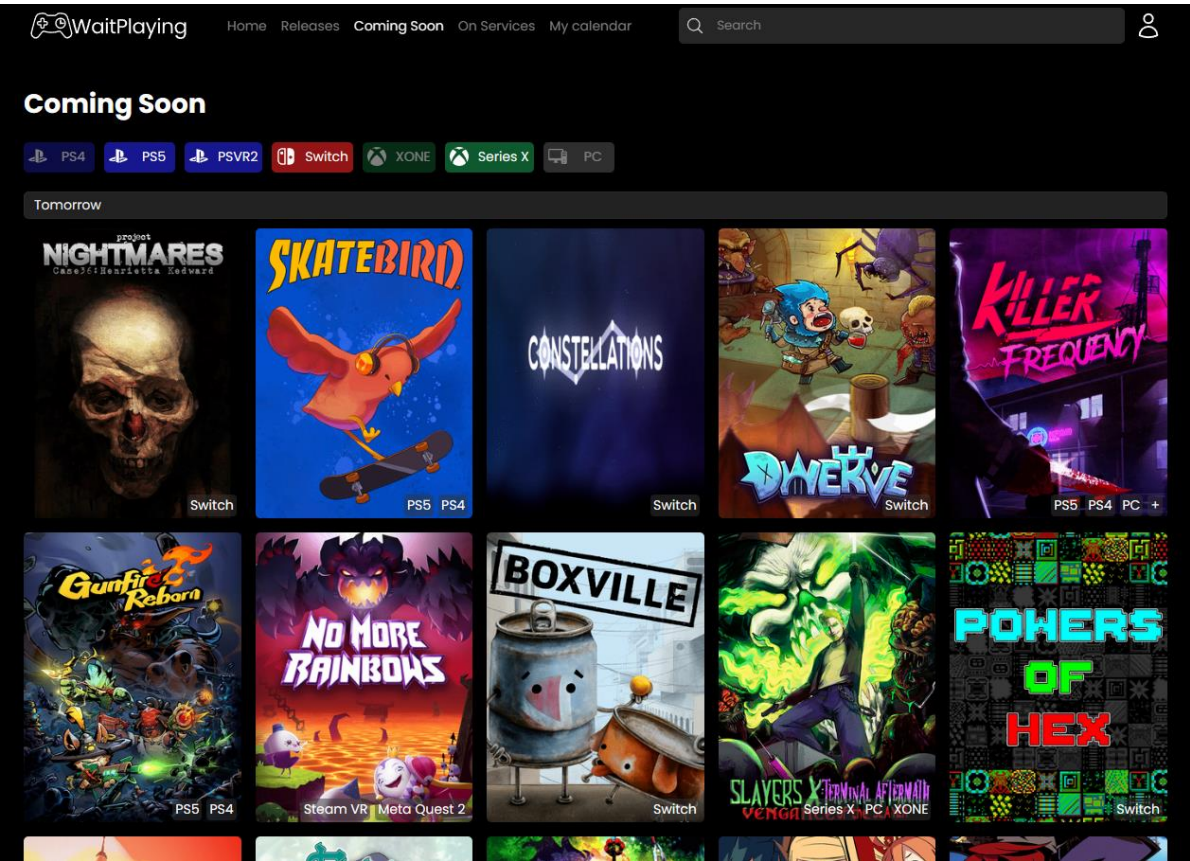 WaitPlaying Home Releases Coming Soon On Services My calendar Search
Coming Soon
PS4 PS5 PSVR2 Switch XONE Series X PC
Tomorrow
project
NIGHTMARES
Case36:Henrietta Kedward
Switch
SKATEBIRD
PS5 PS4
CONSTELLATIONS
Switch
DWERVE
Switch
KILLER
FREQUENCY
PS5 PS4 PC +
Gunfire
Reborn
PS5 PS4
NO MORE
RAINBOWS
Steam VR Meta Quest 2
BOXVILLE
Switch
SLAYERS X TERMINAL AFTERMATH
Series X PC XONE
POWERS
OF
HEX
Switch